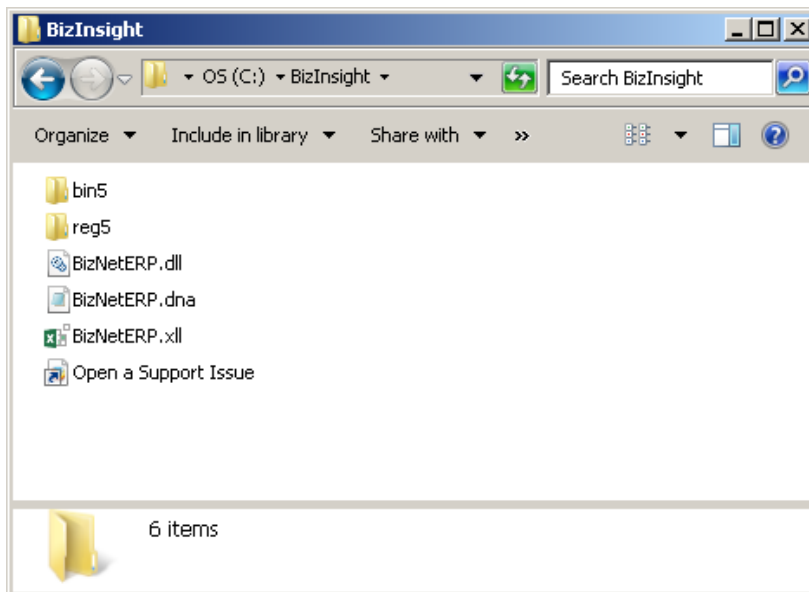 BizInsight
OS (C:) BizInsight Search BizInsight
Organize Include in library Share with »
bin5
reg5
BizNetERP.dll
BizNetERP.dna
BizNetERP.xll
Open a Support Issue
6 items